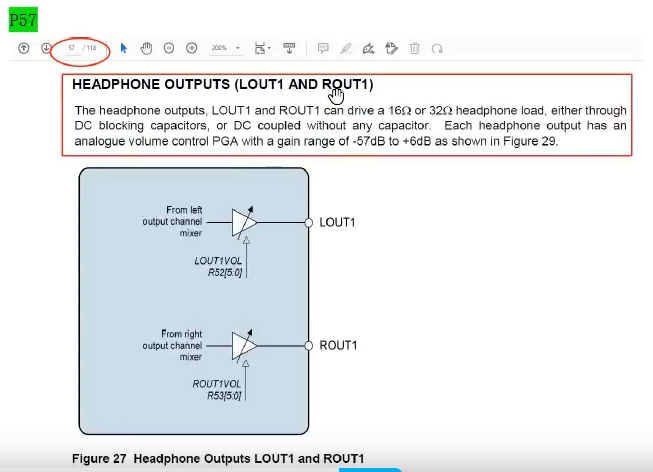 P57
57 / 118
200%
HEADPHONE OUTPUTS (LOUT1 AND ROUT1)
The headphone outputs, LOUT1 and ROUT1 can drive a 16Ω or 32Ω headphone load, either through
DC blocking capacitors, or DC coupled without any capacitor. Each headphone output has an
analogue volume control PGA with a gain range of -57dB to +6dB as shown in Figure 29.
From left
output channel
mixer
LOUT1
LOUT1VOL
R52[5:0]
From right
output channel
mixer
ROUT1
ROUT1VOL
R53[5:0]
Figure 27 Headphone Outputs LOUT1 and ROUT1